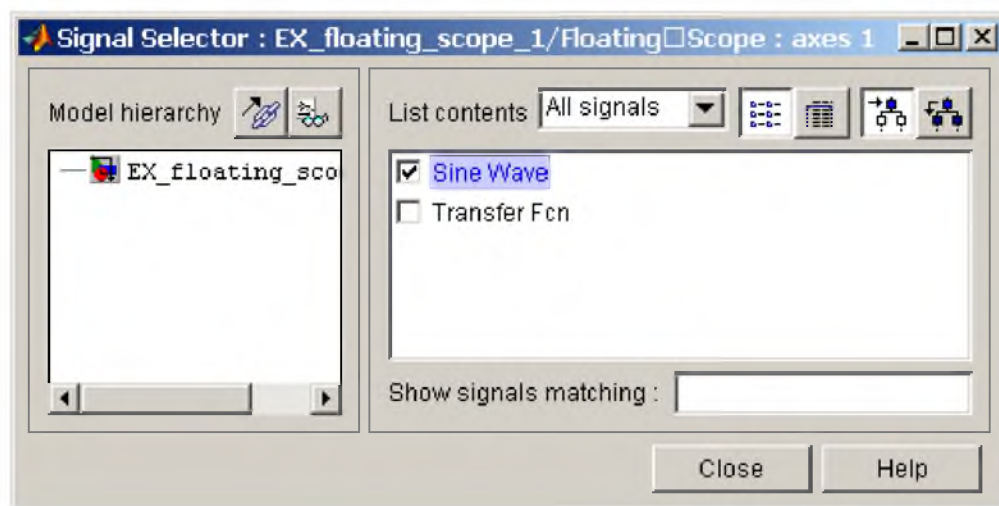 Signal Selector : EX_floating_scope_1/Floating□Scope : axes 1
Model hierarchy
EX_floating_sco
List contents All signals
Sine Wave
Transfer Fcn
Show signals matching :
Close Help